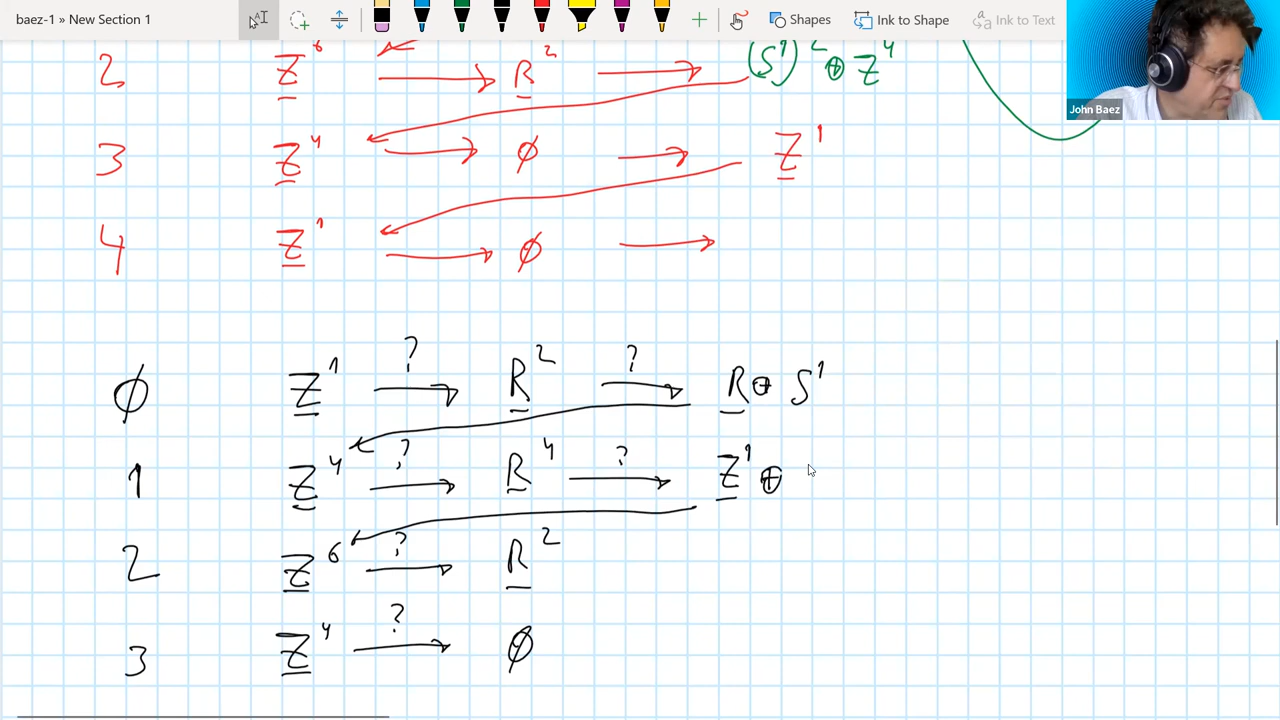 baez-1 » New Section 1
Shapes
Ink to Shape
Ink to Text
John Baez
2 Z⁶ → R² → (S¹)² ⊕ Z⁴
3 Z⁴ → ∅ → Z¹
4 Z¹ → ∅ →
∅ Z¹ ?→ R² ?→ R ⊕ S¹
1 Z⁴ ?→ R⁴ ?→ Z¹ ⊕
2 Z⁶ ?→ R²
3 Z⁴ ?→ ∅